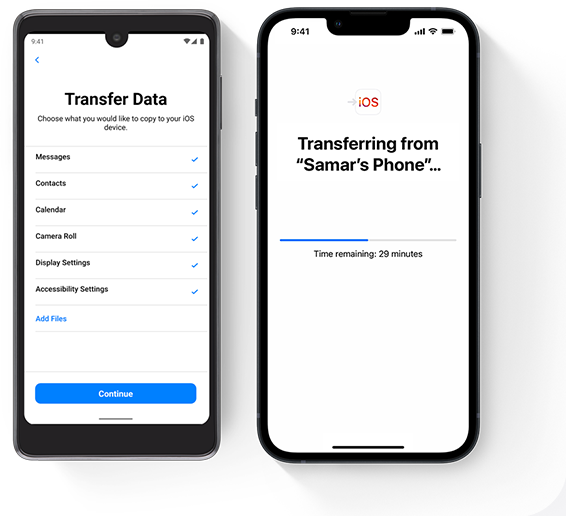 9:41
Transfer Data
Choose what you would like to copy to your iOS
device.
Messages
Contacts
Calendar
Camera Roll
Display Settings
Accessibility Settings
Add Files
Continue
9:41
iOS
Transferring from
“Samar’s Phone”...
Time remaining: 29 minutes